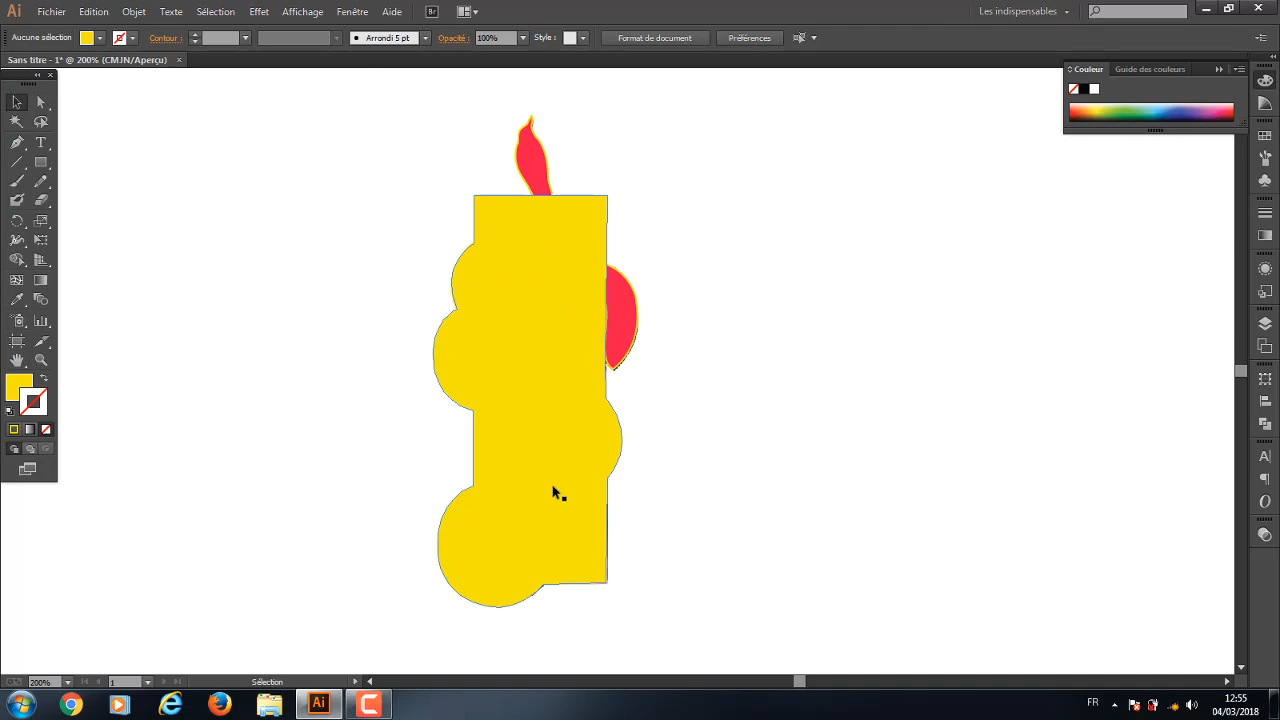 Ai Fichier Edition Objet Texte Sélection Effet Affichage Fenêtre Aide Br Les indispensables
Aucune sélection Contour : Arrondi 5 pt Opacité : 100% Style : Format de document Préférences
Sans titre - 1* @ 200% (CMJN/Aperçu) ×
Couleur Guide des couleurs
200% 1 Sélection
Ai FR 12:55
04/03/2018